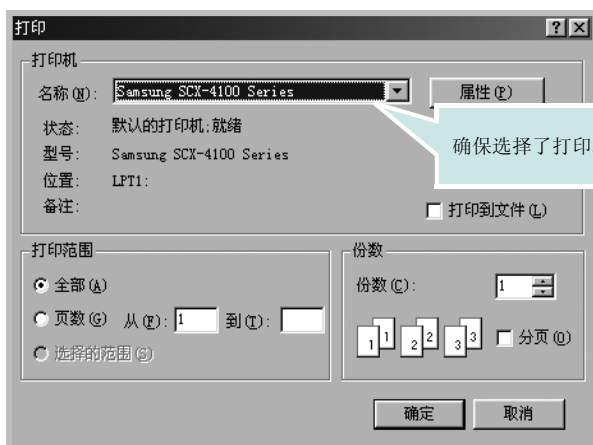 打印
打印机
名称(N): Samsung SCX-4100 Series 属性(P)
状态: 默认的打印机;就绪
型号: Samsung SCX-4100 Series
位置: LPT1:
备注:
打印到文件(L)
确保选择了打印
打印范围
全部(A)
页数(G) 从(F): 1 到(T):
选择的范围(S)
份数
份数(C): 1
1 1 2 2 3 3 分页(O)
确定 取消